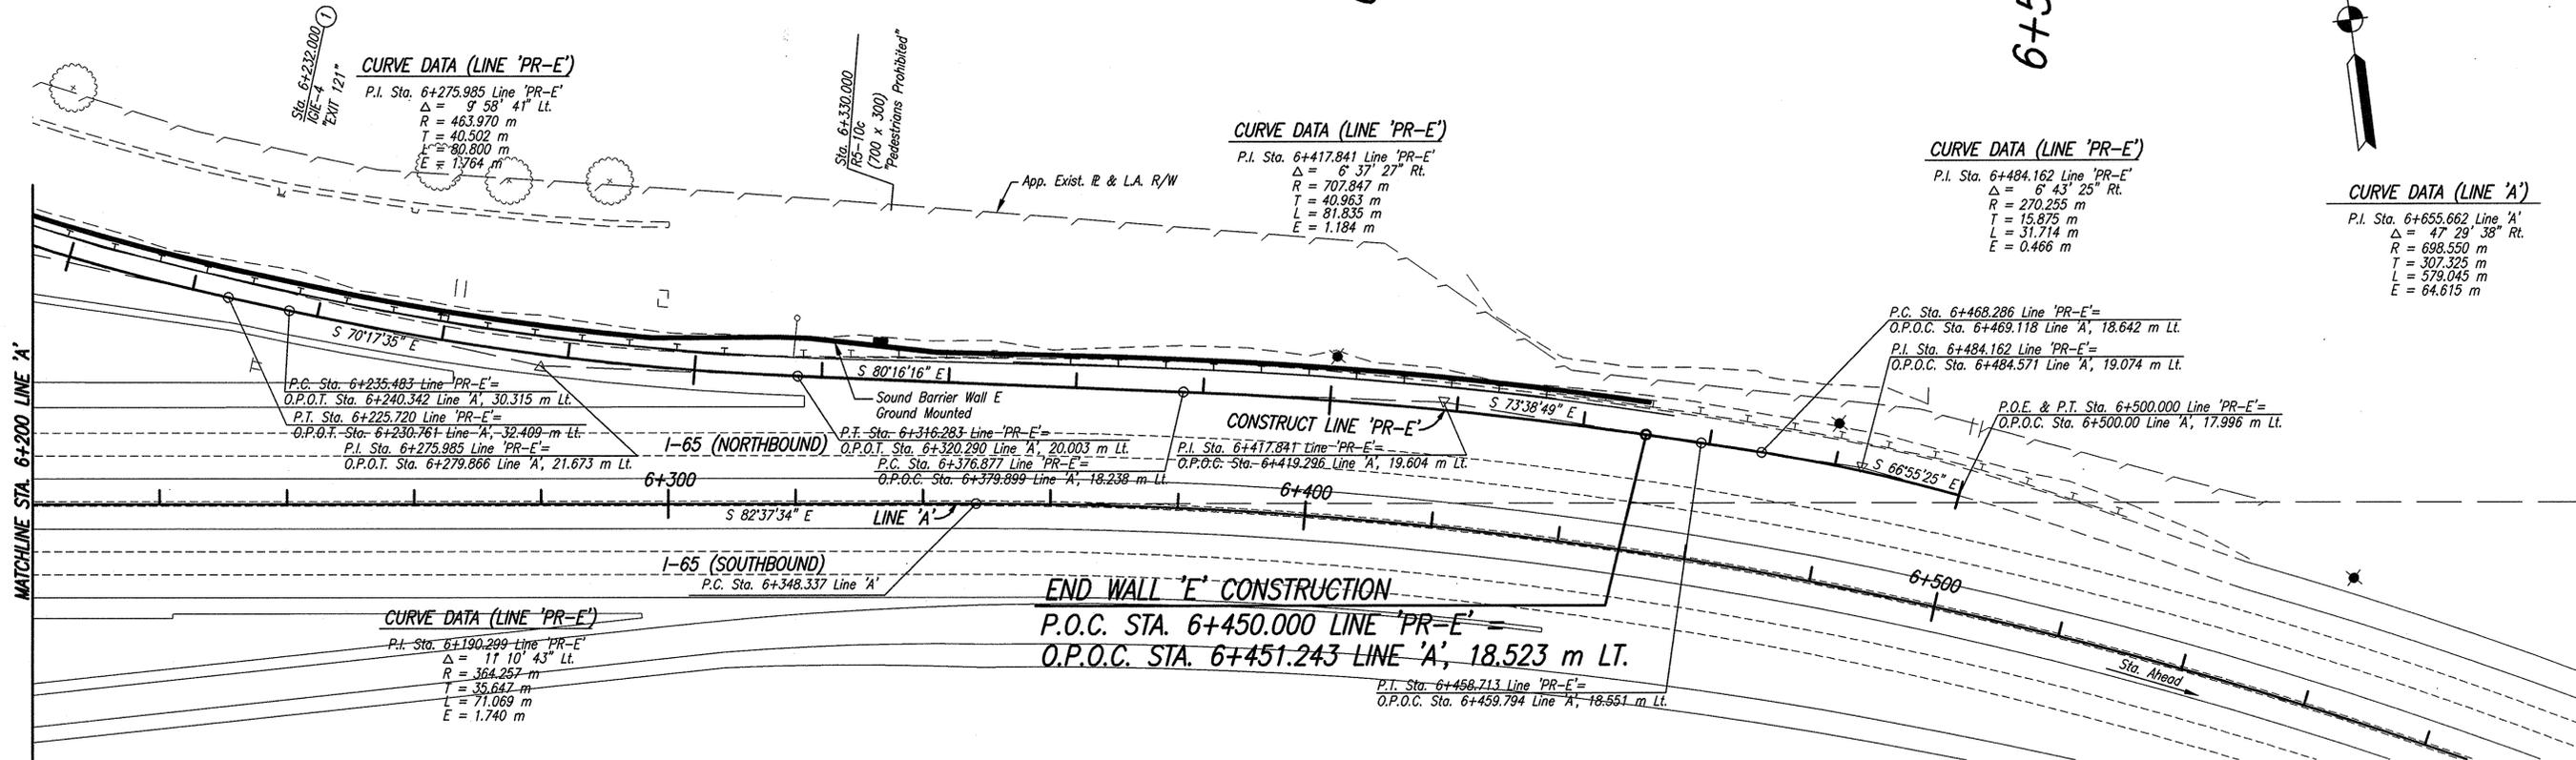 6+5
Sta. 6+232.000 1
IGIE-4
"EXIT 121"
CURVE DATA (LINE 'PR-E')
P.I. Sta. 6+275.985 Line 'PR-E'
Δ = 9° 58' 41" Lt.
R = 463.970 m
T = 40.502 m
L = 80.800 m
E = 1.764 m
Sta. 6+330.000
R5-10c
(700 x 300)
"Pedestrians Prohibited"
App. Exist. PL & L.A. R/W
CURVE DATA (LINE 'PR-E')
P.I. Sta. 6+417.841 Line 'PR-E'
Δ = 6° 37' 27" Rt.
R = 707.847 m
T = 40.963 m
L = 81.835 m
E = 1.184 m
CURVE DATA (LINE 'PR-E')
P.I. Sta. 6+484.162 Line 'PR-E'
Δ = 6° 43' 25" Rt.
R = 270.255 m
T = 15.875 m
L = 31.714 m
E = 0.466 m
CURVE DATA (LINE 'A')
P.I. Sta. 6+655.662 Line 'A'
Δ = 47° 29' 38" Rt.
R = 698.550 m
T = 307.325 m
L = 579.045 m
E = 64.615 m
MATCHLINE STA. 6+200 LINE 'A'
S 70°17'35" E
S 80°16'16" E
S 73°38'49" E
S 66°55'25" E
P.C. Sta. 6+235.483 Line 'PR-E'=
O.P.O.T. Sta. 6+240.342 Line 'A', 30.315 m Lt.
P.T. Sta. 6+225.720 Line 'PR-E'=
O.P.O.T. Sta. 6+230.761 Line 'A', 32.409 m Lt.
P.I. Sta. 6+275.985 Line 'PR-E'=
O.P.O.T. Sta. 6+279.866 Line 'A', 21.673 m Lt.
Sound Barrier Wall E
Ground Mounted
I-65 (NORTHBOUND)
P.T. Sta. 6+316.283 Line 'PR-E'=
O.P.O.T. Sta. 6+320.290 Line 'A', 20.003 m Lt.
P.C. Sta. 6+376.877 Line 'PR-E'=
O.P.O.C. Sta. 6+379.899 Line 'A', 18.238 m Lt.
CONSTRUCT LINE 'PR-E'
P.I. Sta. 6+417.841 Line 'PR-E'=
O.P.O.C. Sta. 6+419.296 Line 'A', 19.604 m Lt.
P.C. Sta. 6+468.286 Line 'PR-E'=
O.P.O.C. Sta. 6+469.118 Line 'A', 18.642 m Lt.
P.I. Sta. 6+484.162 Line 'PR-E'=
O.P.O.C. Sta. 6+484.571 Line 'A', 19.074 m Lt.
P.O.E. & P.T. Sta. 6+500.000 Line 'PR-E'=
O.P.O.C. Sta. 6+500.00 Line 'A', 17.996 m Lt.
6+300
6+400
6+500
S 82°37'34" E
LINE 'A'
I-65 (SOUTHBOUND)
P.C. Sta. 6+348.337 Line 'A'
CURVE DATA (LINE 'PR-E')
P.I. Sta. 6+190.299 Line 'PR-E'
Δ = 11° 10' 43" Lt.
R = 364.257 m
T = 35.647 m
L = 71.069 m
E = 1.740 m
END WALL 'E' CONSTRUCTION
P.O.C. STA. 6+450.000 LINE 'PR-E' =
O.P.O.C. STA. 6+451.243 LINE 'A', 18.523 m LT.
P.T. Sta. 6+458.713 Line 'PR-E'=
O.P.O.C. Sta. 6+459.794 Line 'A', 18.551 m Lt.
Sta. Ahead